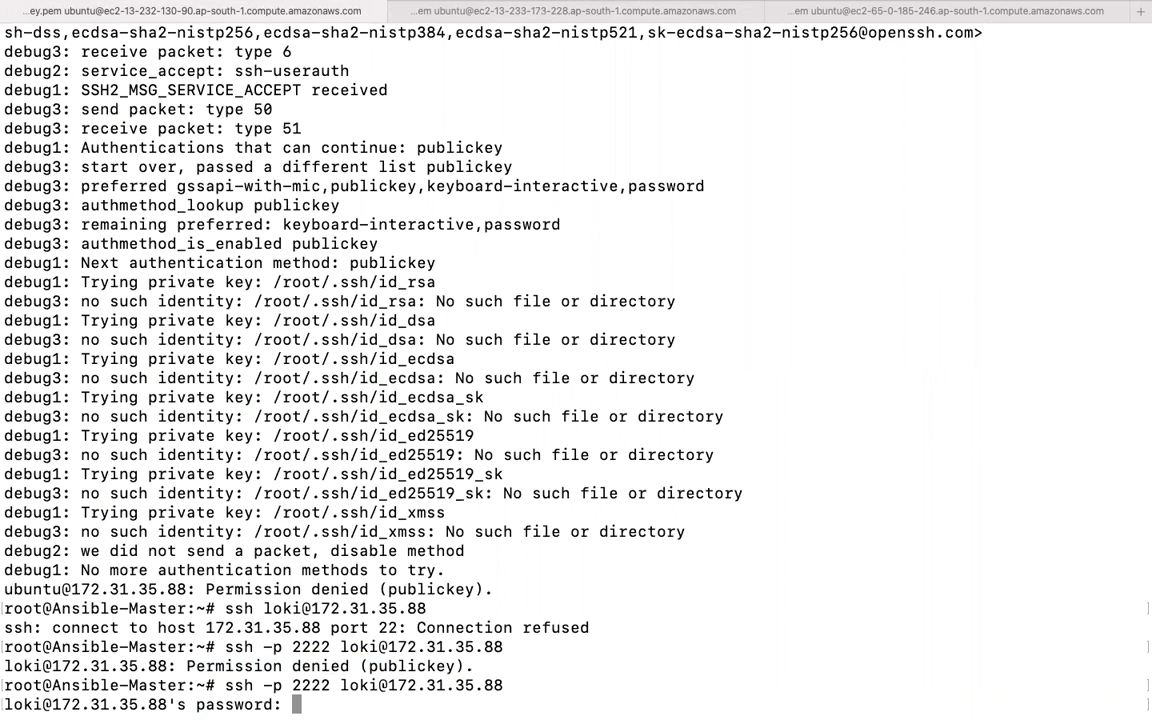 ...ey.pem ubuntu@ec2-13-232-130-90.ap-south-1.compute.amazonaws.com
...em ubuntu@ec2-13-233-173-228.ap-south-1.compute.amazonaws.com
...em ubuntu@ec2-65-0-185-246.ap-south-1.compute.amazonaws.com
+
sh-dss,ecdsa-sha2-nistp256,ecdsa-sha2-nistp384,ecdsa-sha2-nistp521,sk-ecdsa-sha2-nistp256@openssh.com>
debug3: receive packet: type 6
debug2: service_accept: ssh-userauth
debug1: SSH2_MSG_SERVICE_ACCEPT received
debug3: send packet: type 50
debug3: receive packet: type 51
debug1: Authentications that can continue: publickey
debug3: start over, passed a different list publickey
debug3: preferred gssapi-with-mic,publickey,keyboard-interactive,password
debug3: authmethod_lookup publickey
debug3: remaining preferred: keyboard-interactive,password
debug3: authmethod_is_enabled publickey
debug1: Next authentication method: publickey
debug1: Trying private key: /root/.ssh/id_rsa
debug3: no such identity: /root/.ssh/id_rsa: No such file or directory
debug1: Trying private key: /root/.ssh/id_dsa
debug3: no such identity: /root/.ssh/id_dsa: No such file or directory
debug1: Trying private key: /root/.ssh/id_ecdsa
debug3: no such identity: /root/.ssh/id_ecdsa: No such file or directory
debug1: Trying private key: /root/.ssh/id_ecdsa_sk
debug3: no such identity: /root/.ssh/id_ecdsa_sk: No such file or directory
debug1: Trying private key: /root/.ssh/id_ed25519
debug3: no such identity: /root/.ssh/id_ed25519: No such file or directory
debug1: Trying private key: /root/.ssh/id_ed25519_sk
debug3: no such identity: /root/.ssh/id_ed25519_sk: No such file or directory
debug1: Trying private key: /root/.ssh/id_xmss
debug3: no such identity: /root/.ssh/id_xmss: No such file or directory
debug2: we did not send a packet, disable method
debug1: No more authentication methods to try.
ubuntu@172.31.35.88: Permission denied (publickey).
[root@Ansible-Master:~# ssh loki@172.31.35.88 ]
ssh: connect to host 172.31.35.88 port 22: Connection refused
[root@Ansible-Master:~# ssh -p 2222 loki@172.31.35.88 ]
loki@172.31.35.88: Permission denied (publickey).
[root@Ansible-Master:~# ssh -p 2222 loki@172.31.35.88 ]
[loki@172.31.35.88's password: ]